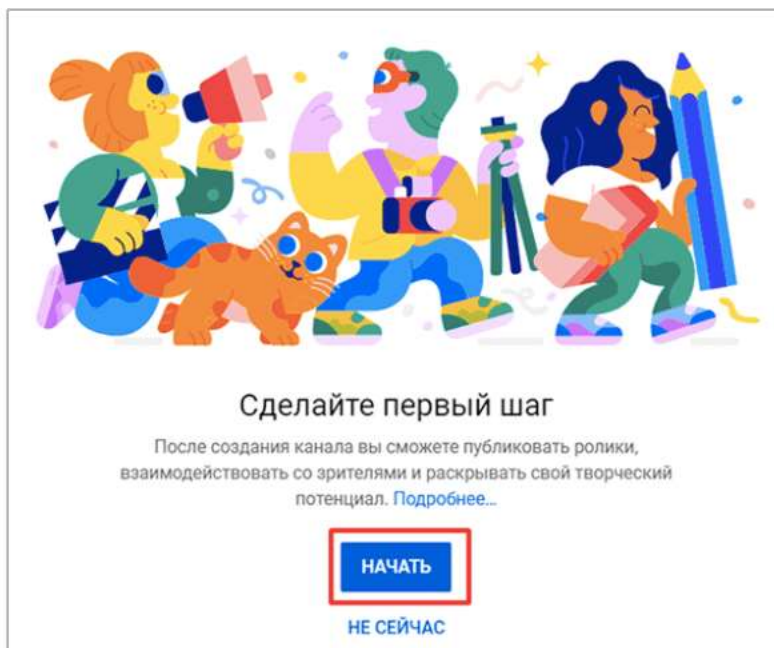 Сделайте первый шаг
После создания канала вы сможете публиковать ролики,
взаимодействовать со зрителями и раскрывать свой творческий
потенциал. Подробнее...
НАЧАТЬ
НЕ СЕЙЧАС